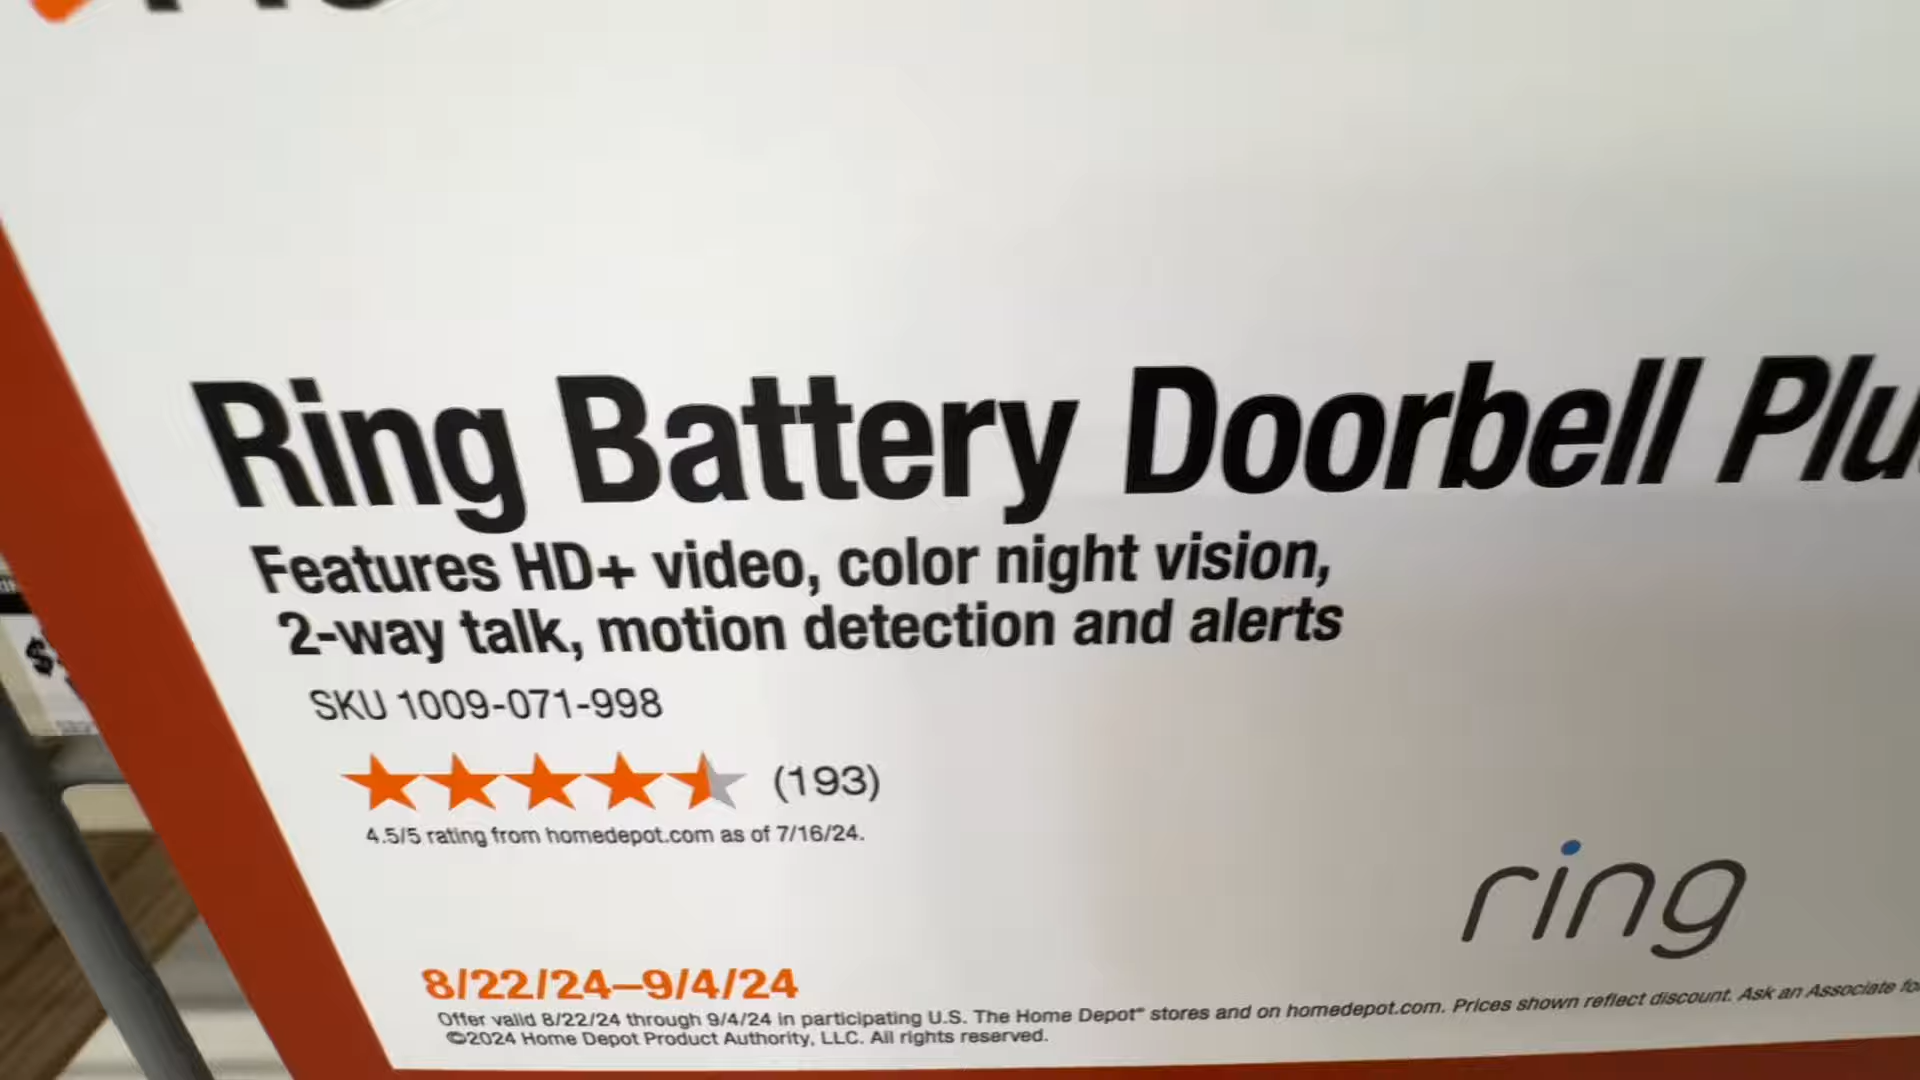 Ring Battery Doorbell Plu
Features HD+ video, color night vision,
2-way talk, motion detection and alerts
SKU 1009-071-998
(193)
4.5/5 rating from homedepot.com as of 7/16/24.
ring
8/22/24–9/4/24
Offer valid 8/22/24 through 9/4/24 in participating U.S. The Home Depot® stores and on homedepot.com. Prices shown reflect discount. Ask an Associate fo
©2024 Home Depot Product Authority, LLC. All rights reserved.